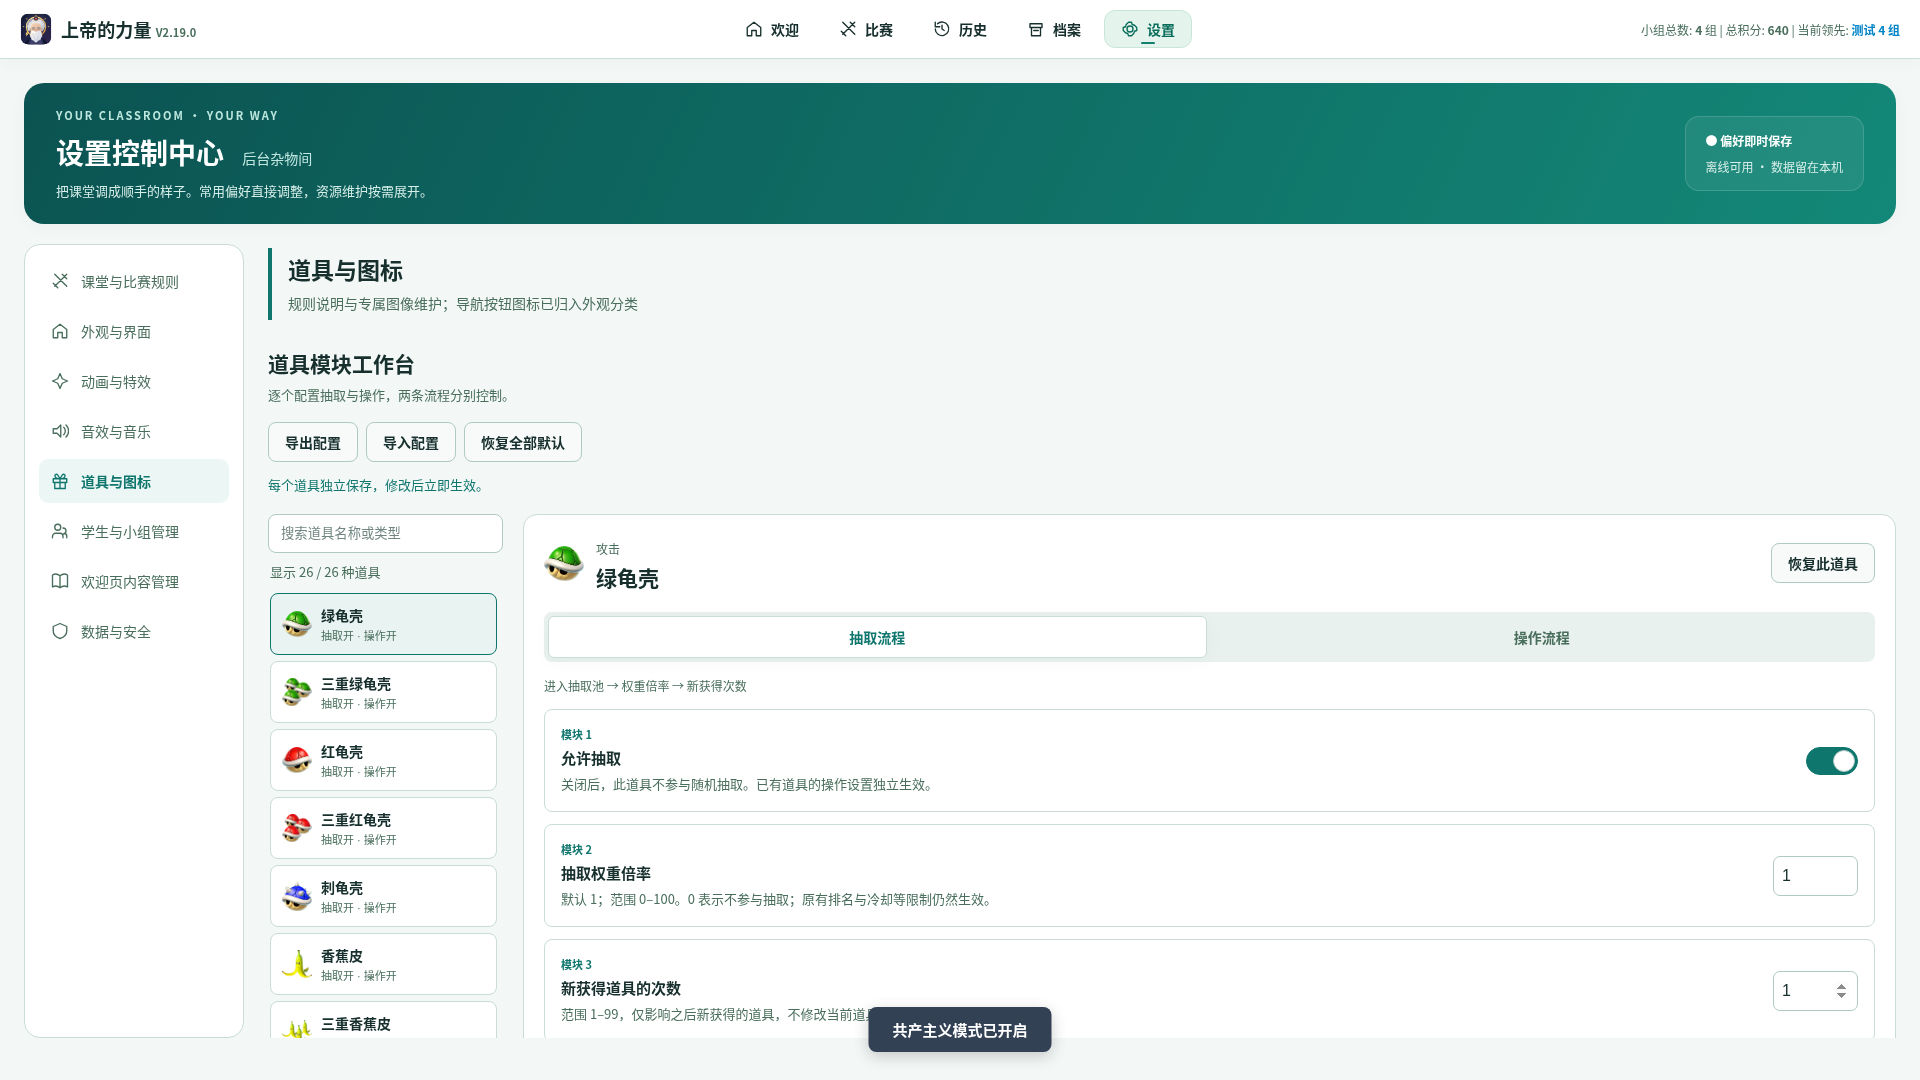 上帝的力量 V2.19.0
欢迎
比赛
历史
档案
设置
小组总数: 4 组 | 总积分: 640 | 当前领先: 测试 4 组
YOUR CLASSROOM · YOUR WAY
设置控制中心 后台杂物间
把课堂调成顺手的样子。常用偏好直接调整，资源维护按需展开。
偏好即时保存
离线可用 · 数据留在本机
课堂与比赛规则
外观与界面
动画与特效
音效与音乐
道具与图标
学生与小组管理
欢迎页内容管理
数据与安全
道具与图标
规则说明与专属图像维护；导航按钮图标已归入外观分类
道具模块工作台
逐个配置抽取与操作，两条流程分别控制。
导出配置
导入配置
恢复全部默认
每个道具独立保存，修改后立即生效。
搜索道具名称或类型
显示 26 / 26 种道具
绿龟壳
抽取开 · 操作开
三重绿龟壳
抽取开 · 操作开
红龟壳
抽取开 · 操作开
三重红龟壳
抽取开 · 操作开
刺龟壳
抽取开 · 操作开
香蕉皮
抽取开 · 操作开
三重香蕉皮
攻击
绿龟壳
恢复此道具
抽取流程
操作流程
进入抽取池 → 权重倍率 → 新获得次数
模块 1
允许抽取
关闭后，此道具不参与随机抽取。已有道具的操作设置独立生效。
模块 2
抽取权重倍率
默认 1；范围 0–100。0 表示不参与抽取；原有排名与冷却等限制仍然生效。
1
模块 3
新获得道具的次数
范围 1–99，仅影响之后新获得的道具，不修改当前道
1
共产主义模式已开启